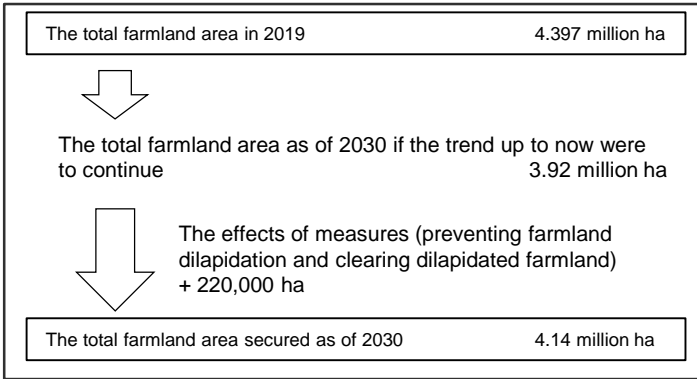 The total farmland area in 2019 4.397 million ha
The total farmland area as of 2030 if the trend up to now were
to continue 3.92 million ha
The effects of measures (preventing farmland
dilapidation and clearing dilapidated farmland)
+ 220,000 ha
The total farmland area secured as of 2030 4.14 million ha